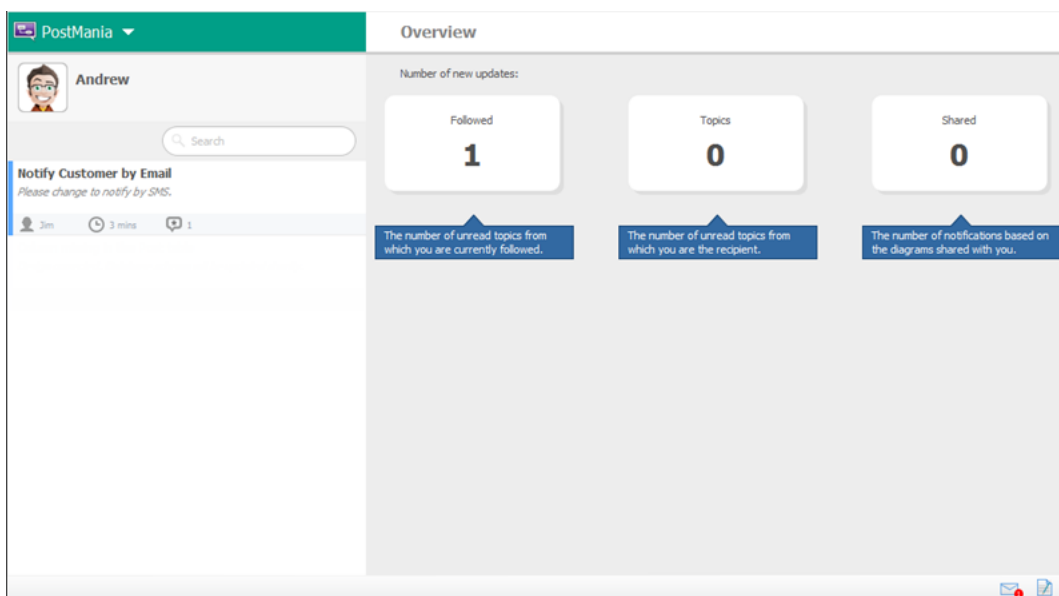 PostMania
Overview
Andrew
Search
Notify Customer by Email
Please change to notify by SMS.
Jim
3 mins
1
Number of new updates:
Followed
1
Topics
0
Shared
0
The number of unread topics from
which you are currently followed.
The number of unread topics from
which you are the recipient.
The number of notifications based on
the diagrams shared with you.